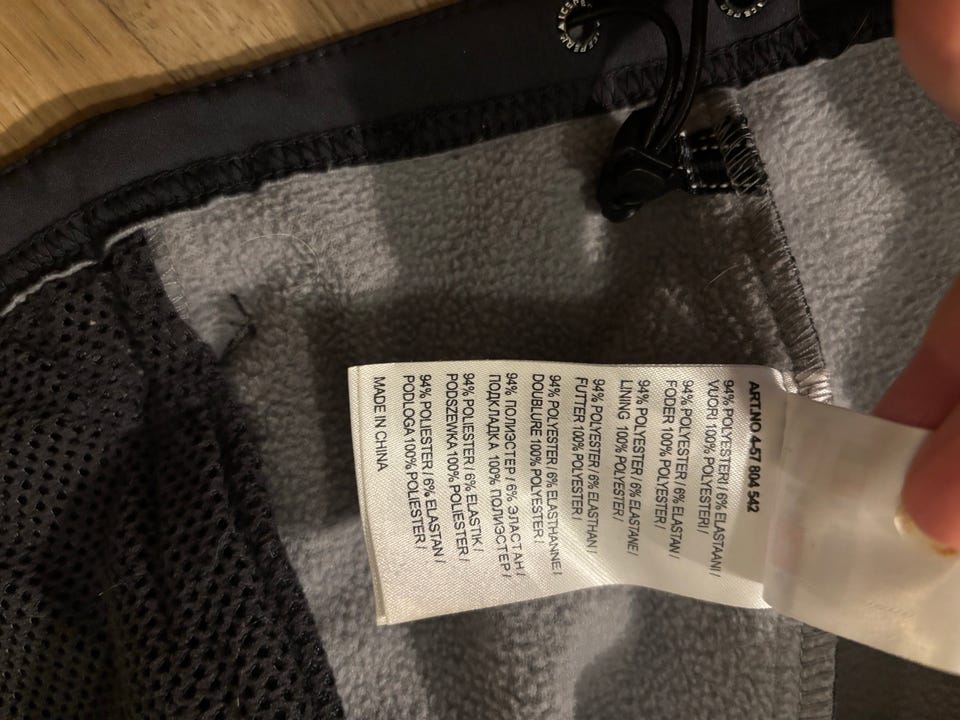 ART.NO 4-57 804 542
94% POLYESTERI / 6% ELASTAANI /
VUORI 100% POLYESTERI /
94% POLYESTER / 6% ELASTAN /
FODER 100% POLYESTER /
94% POLYESTER / 6% ELASTANE /
LINING 100% POLYESTER /
94% POLYESTER / 6% ELASTHAN /
FUTTER 100% POLYESTER /
94% POLYESTER / 6% ELASTHANNE /
DOUBLURE 100% POLYESTER /
94% ПОЛИЭСТЕР / 6% ЭЛАСТАН /
ПОДКЛАДКА 100% ПОЛИЭСТЕР /
94% POLIESTER / 6% ELASTIK /
PODSZEWKA 100% POLIESTER /
94% POLIESTER / 6% ELASTAN /
PODLOGA 100% POLIESTER /
MADE IN CHINA